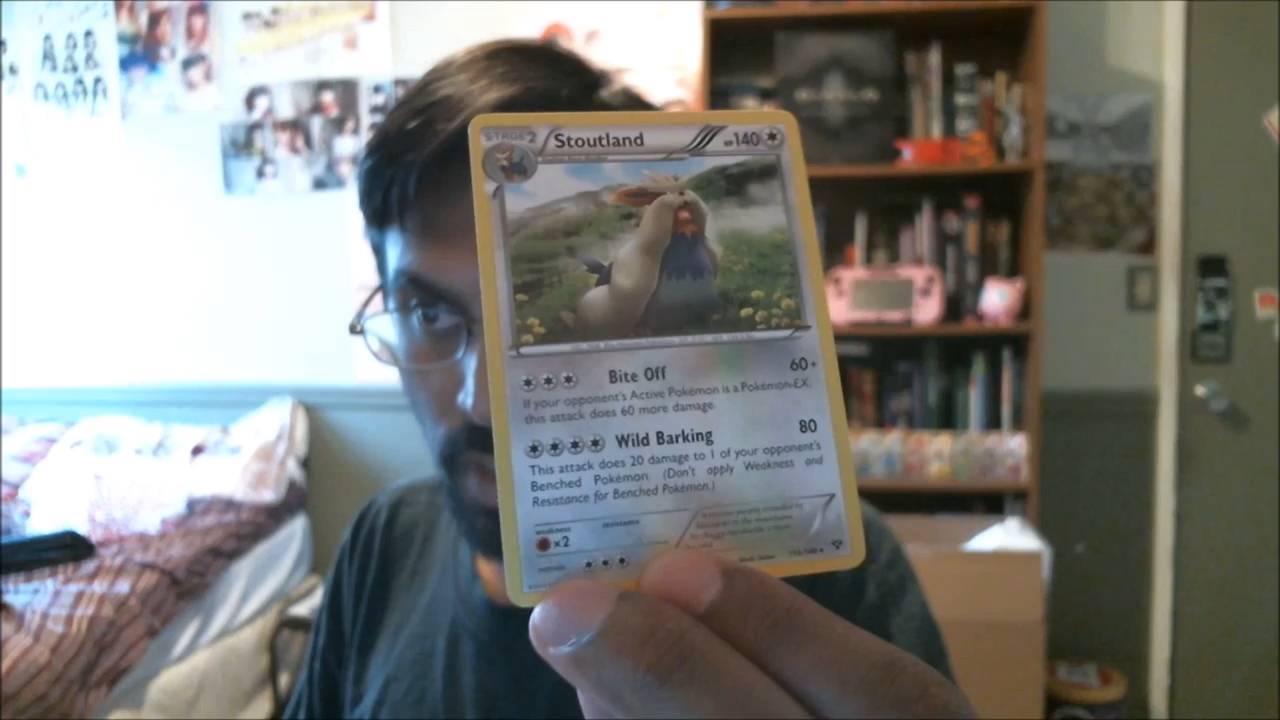 STAGE2 Stoutland HP140
Bite Off 60+
If your opponent's Active Pokémon is a Pokémon-EX,
this attack does 60 more damage.
Wild Barking 80
This attack does 20 damage to 1 of your opponent's
Benched Pokémon. (Don't apply Weakness and
Resistance for Benched Pokémon.)
weakness resistance
×2